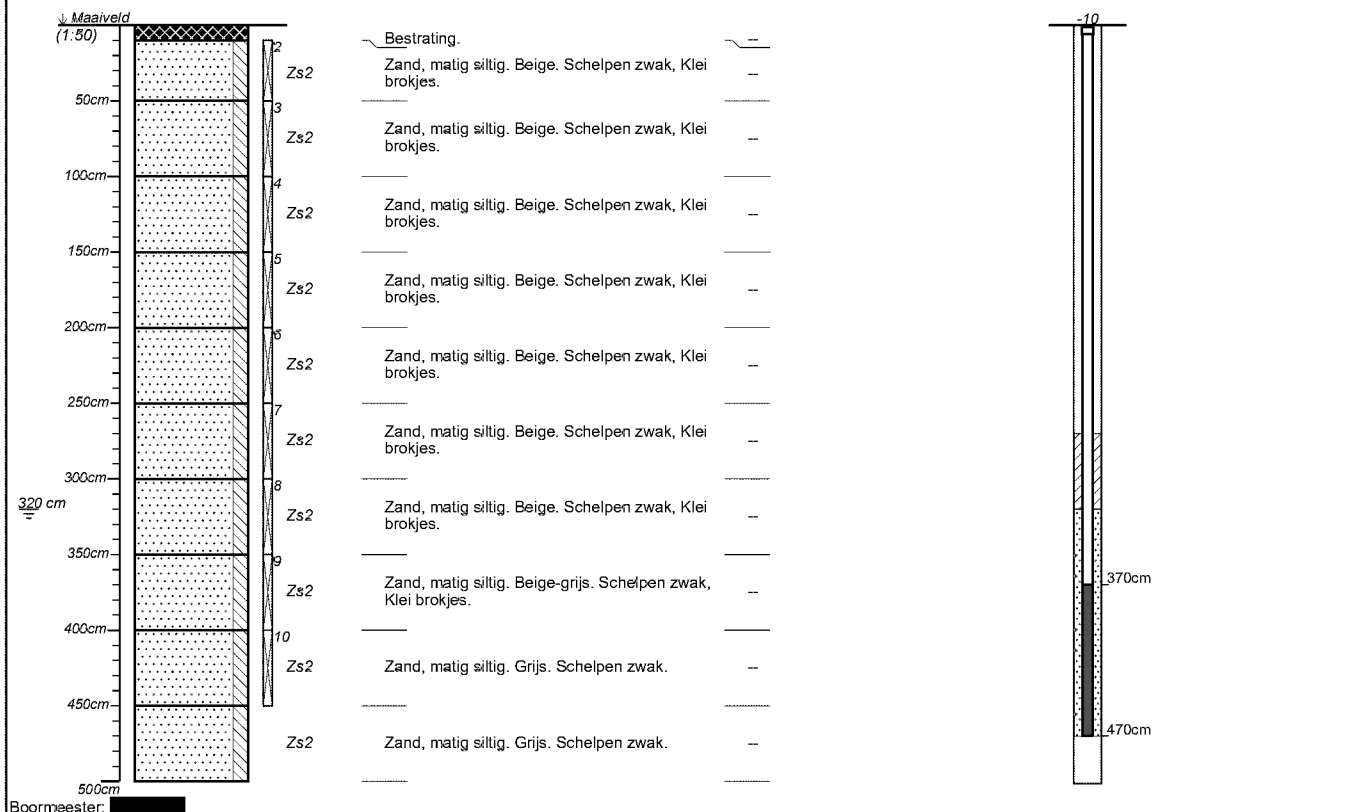 Maaiveld
-10
(1:50)
Bestrating.
--
2
Zs2
Zand, matig siltig. Beige. Schelpen zwak, Klei
brokjes.
--
50cm
3
Zs2
Zand, matig siltig. Beige. Schelpen zwak, Klei
brokjes.
--
100cm
4
Zs2
Zand, matig siltig. Beige. Schelpen zwak, Klei
brokjes.
--
150cm
5
Zs2
Zand, matig siltig. Beige. Schelpen zwak, Klei
brokjes.
--
200cm
6
Zs2
Zand, matig siltig. Beige. Schelpen zwak, Klei
brokjes.
--
250cm
7
Zs2
Zand, matig siltig. Beige. Schelpen zwak, Klei
brokjes.
--
300cm
8
320 cm
Zs2
Zand, matig siltig. Beige. Schelpen zwak, Klei
brokjes.
--
350cm
9
370cm
Zs2
Zand, matig siltig. Beige-grijs. Schelpen zwak,
Klei brokjes.
--
400cm
10
Zs2
Zand, matig siltig. Grijs. Schelpen zwak.
--
450cm
470cm
Zs2
Zand, matig siltig. Grijs. Schelpen zwak.
--
500cm
Boormeester: